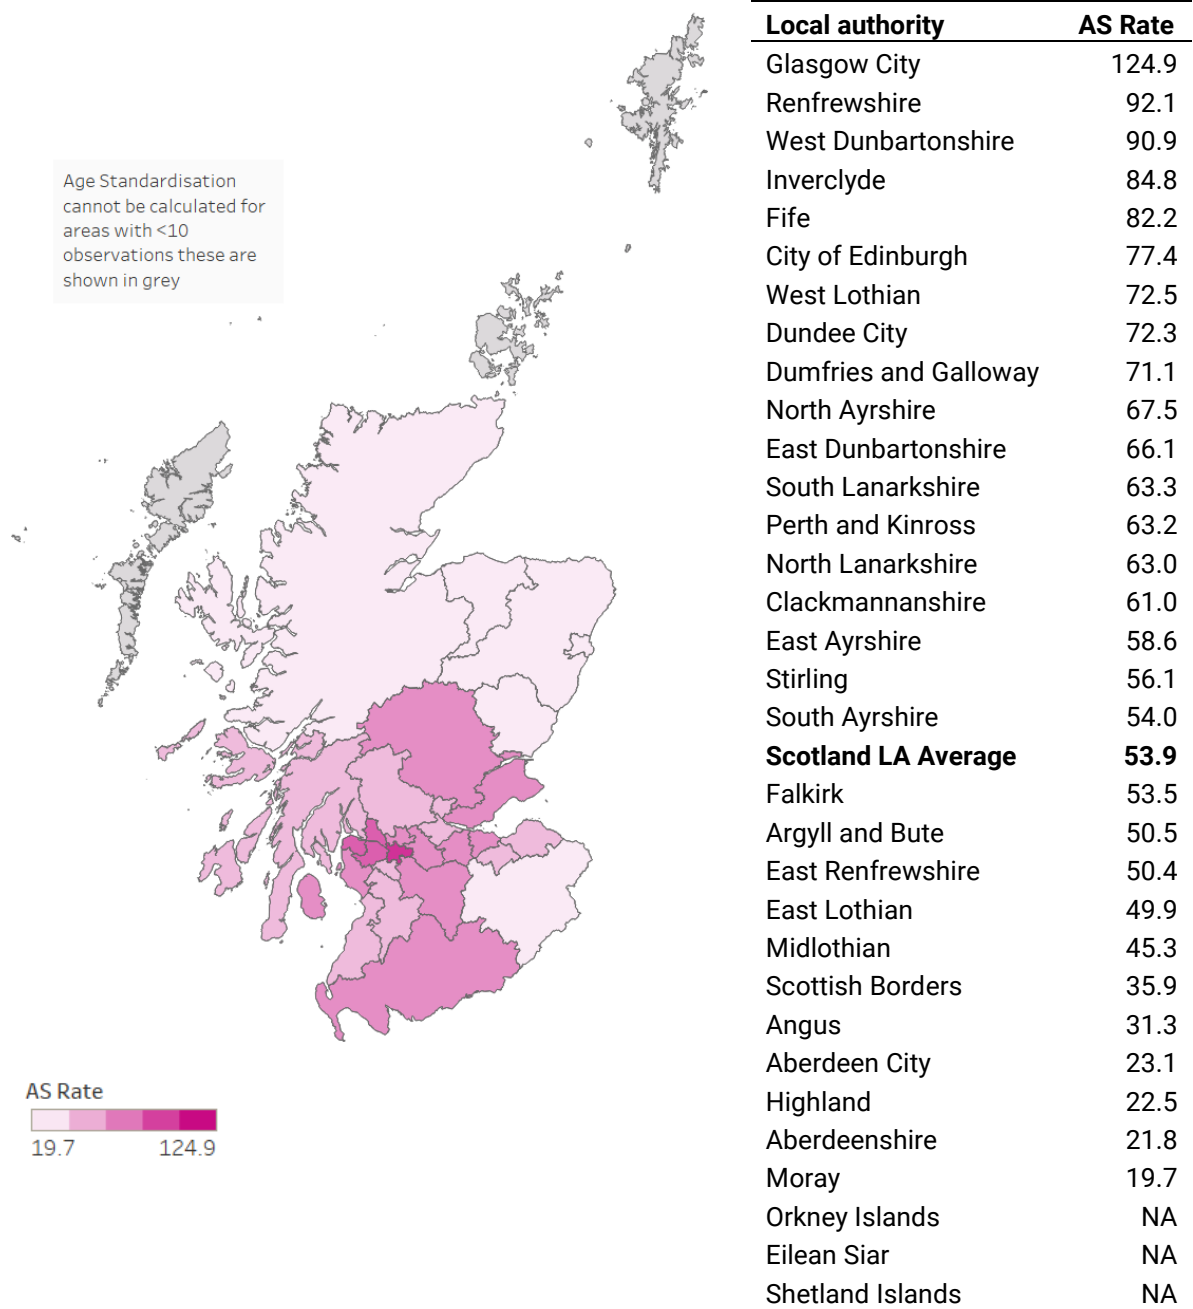 Age Standardisation
cannot be calculated for
areas with <10
observations these are
shown in grey
AS Rate
19.7 124.9
Local authority AS Rate
Glasgow City 124.9
Renfrewshire 92.1
West Dunbartonshire 90.9
Inverclyde 84.8
Fife 82.2
City of Edinburgh 77.4
West Lothian 72.5
Dundee City 72.3
Dumfries and Galloway 71.1
North Ayrshire 67.5
East Dunbartonshire 66.1
South Lanarkshire 63.3
Perth and Kinross 63.2
North Lanarkshire 63.0
Clackmannanshire 61.0
East Ayrshire 58.6
Stirling 56.1
South Ayrshire 54.0
Scotland LA Average 53.9
Falkirk 53.5
Argyll and Bute 50.5
East Renfrewshire 50.4
East Lothian 49.9
Midlothian 45.3
Scottish Borders 35.9
Angus 31.3
Aberdeen City 23.1
Highland 22.5
Aberdeenshire 21.8
Moray 19.7
Orkney Islands NA
Eilean Siar NA
Shetland Islands NA